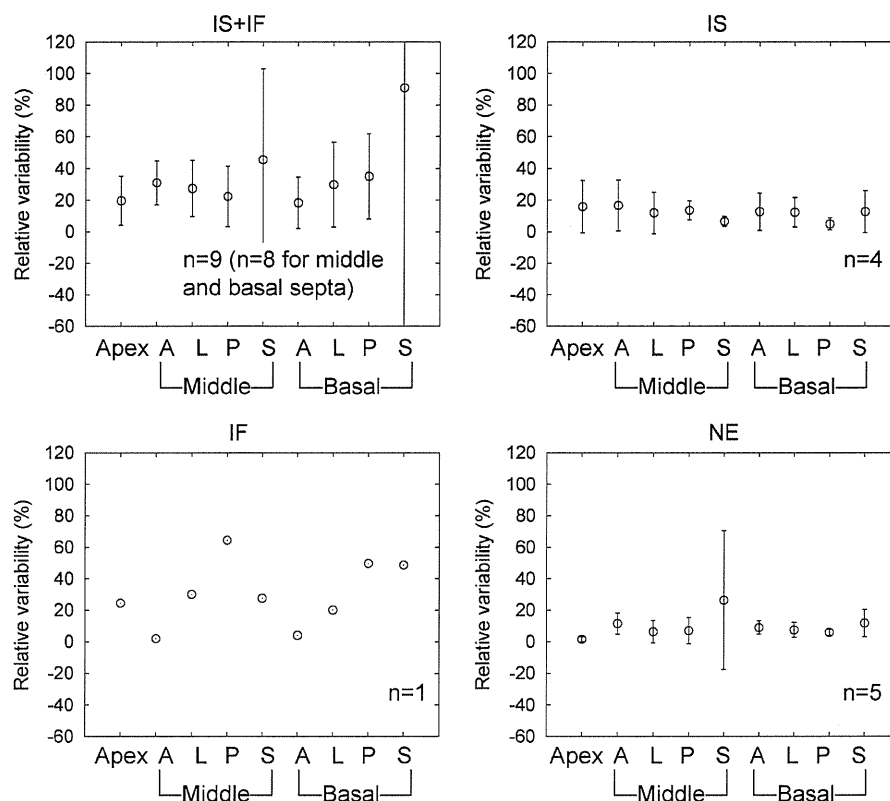 IS+IF
Relative variability (%)
120
100
80
60
40
20
0
-20
-40
-60
n=9 (n=8 for middle
and basal septa)
Apex A L P S A L P S
Middle Basal
IS
Relative variability (%)
120
100
80
60
40
20
0
-20
-40
-60
n=4
Apex A L P S A L P S
Middle Basal
IF
Relative variability (%)
120
100
80
60
40
20
0
-20
-40
-60
n=1
Apex A L P S A L P S
Middle Basal
NE
Relative variability (%)
120
100
80
60
40
20
0
-20
-40
-60
n=5
Apex A L P S A L P S
Middle Basal